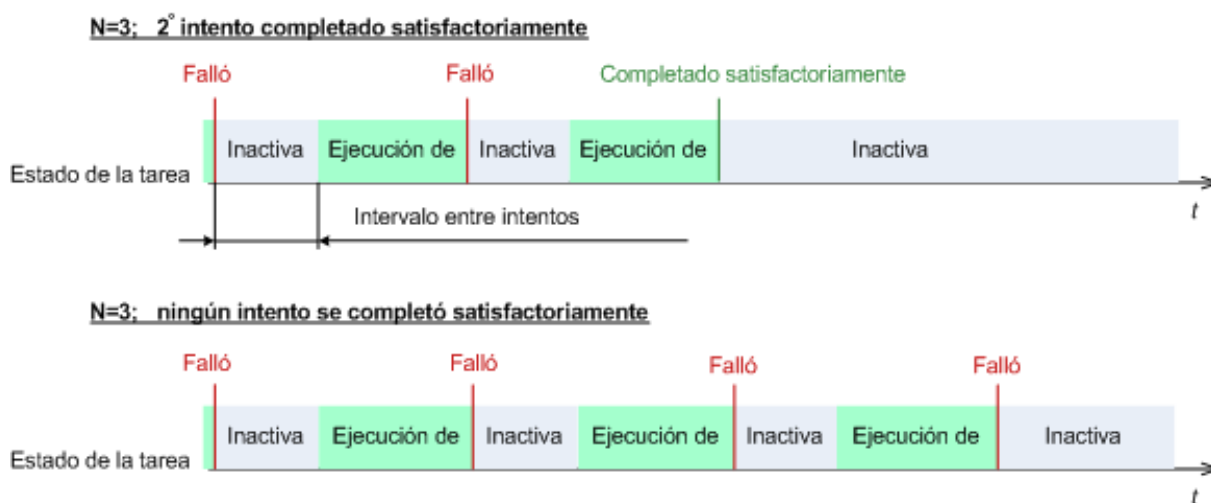 N=3; 2º intento completado satisfactoriamente
Falló Falló Completado satisfactoriamente
Inactiva Ejecución de Inactiva Ejecución de Inactiva
Estado de la tarea
t
Intervalo entre intentos
N=3; ningún intento se completó satisfactoriamente
Falló Falló Falló Falló
Inactiva Ejecución de Inactiva Ejecución de Inactiva Ejecución de Inactiva
Estado de la tarea
t